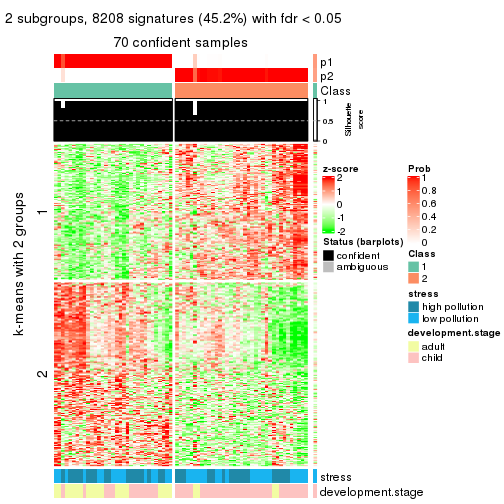 2 subgroups, 8208 signatures (45.2%) with fdr < 0.05
70 confident samples
p1
p2
Class
1
0.5
0
Silhouette
score
k-means with 2 groups
1
2
z-score
2
1
0
-1
-2
Status (barplots)
confident
ambiguous
Prob
1
0.8
0.6
0.4
0.2
0
Class
1
2
stress
high pollution
low pollution
development.stage
adult
child
stress
development.stage